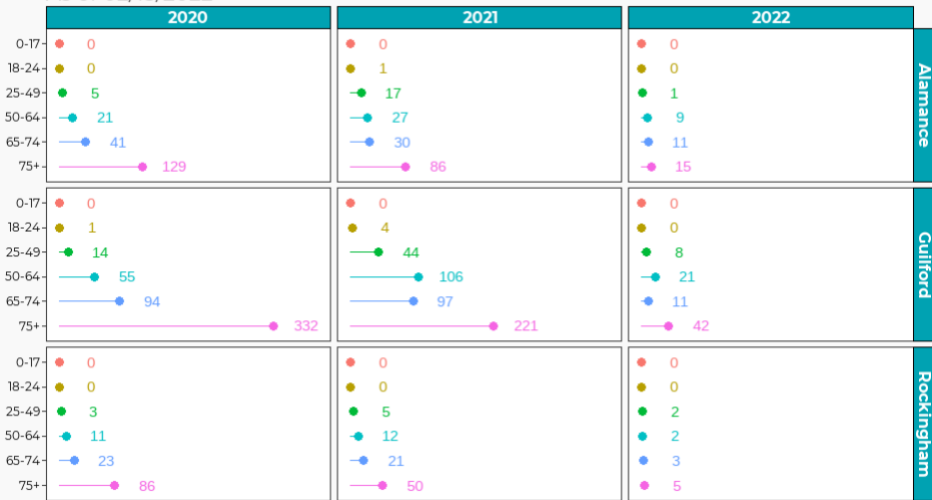 2020 2021 2022
0-17 0 0 0
18-24 0 1 0
25-49 5 17 1
50-64 21 27 9
65-74 41 30 11
75+ 129 86 15
Alamance
0-17 0 0 0
18-24 1 4 0
25-49 14 44 8
50-64 55 106 21
65-74 94 97 11
75+ 332 221 42
Guilford
0-17 0 0 0
18-24 0 0 0
25-49 3 5 2
50-64 11 12 2
65-74 23 21 3
75+ 86 50 5
Rockingham